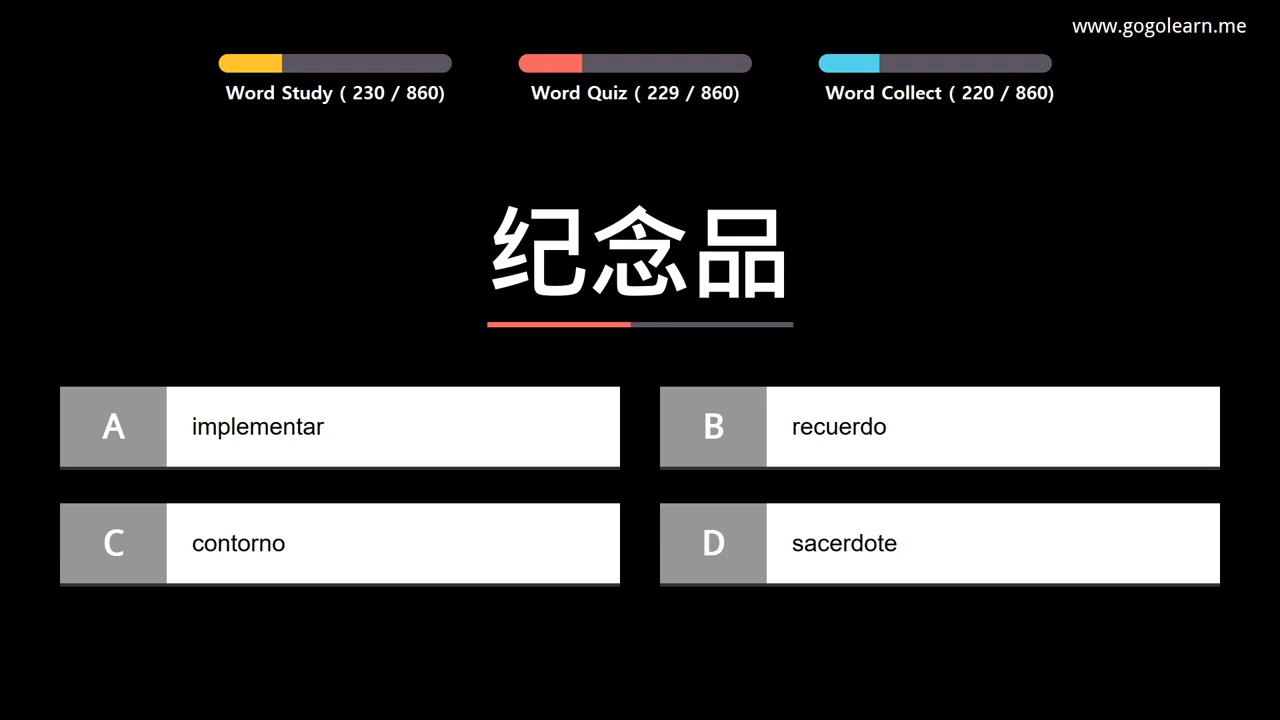 www.gogolearn.me
Word Study ( 230 / 860)
Word Quiz ( 229 / 860)
Word Collect ( 220 / 860)
纪念品
A implementar
B recuerdo
C contorno
D sacerdote